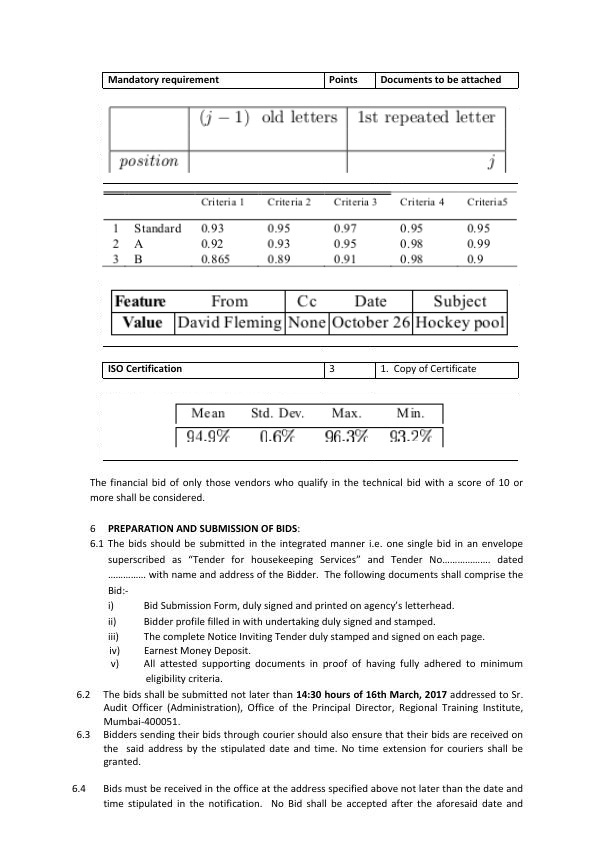 Mandatory requirement Points Documents to be attached
(j − 1) old letters 1st repeated letter
position j
Criteria 1 Criteria 2 Criteria 3 Criteria 4 Criteria5
1 Standard 0.93 0.95 0.97 0.95 0.95
2 A 0.92 0.93 0.95 0.98 0.99
3 B 0.865 0.89 0.91 0.98 0.9
Feature From Cc Date Subject
Value David Fleming None October 26 Hockey pool
ISO Certification 3 1. Copy of Certificate
Mean Std. Dev. Max. Min.
94.9% 0.6% 96.3% 93.2%
The financial bid of only those vendors who qualify in the technical bid with a score of 10 or
more shall be considered.
6 PREPARATION AND SUBMISSION OF BIDS:
6.1 The bids should be submitted in the integrated manner i.e. one single bid in an envelope
superscribed as “Tender for housekeeping Services” and Tender No.................. dated
.............. with name and address of the Bidder. The following documents shall comprise the
Bid:-
i) Bid Submission Form, duly signed and printed on agency’s letterhead.
ii) Bidder profile filled in with undertaking duly signed and stamped.
iii) The complete Notice Inviting Tender duly stamped and signed on each page.
iv) Earnest Money Deposit.
v) All attested supporting documents in proof of having fully adhered to minimum
eligibility criteria.
6.2 The bids shall be submitted not later than 14:30 hours of 16th March, 2017 addressed to Sr.
Audit Officer (Administration), Office of the Principal Director, Regional Training Institute,
Mumbai-400051.
6.3 Bidders sending their bids through courier should also ensure that their bids are received on
the said address by the stipulated date and time. No time extension for couriers shall be
granted.
6.4 Bids must be received in the office at the address specified above not later than the date and
time stipulated in the notification. No Bid shall be accepted after the aforesaid date and